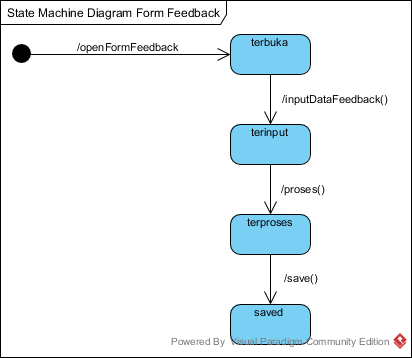 State Machine Diagram Form Feedback
/openFormFeedback
terbuka
/inputDataFeedback()
terinput
/proses()
terproses
/save()
saved
Powered By Visual Paradigm Community Edition